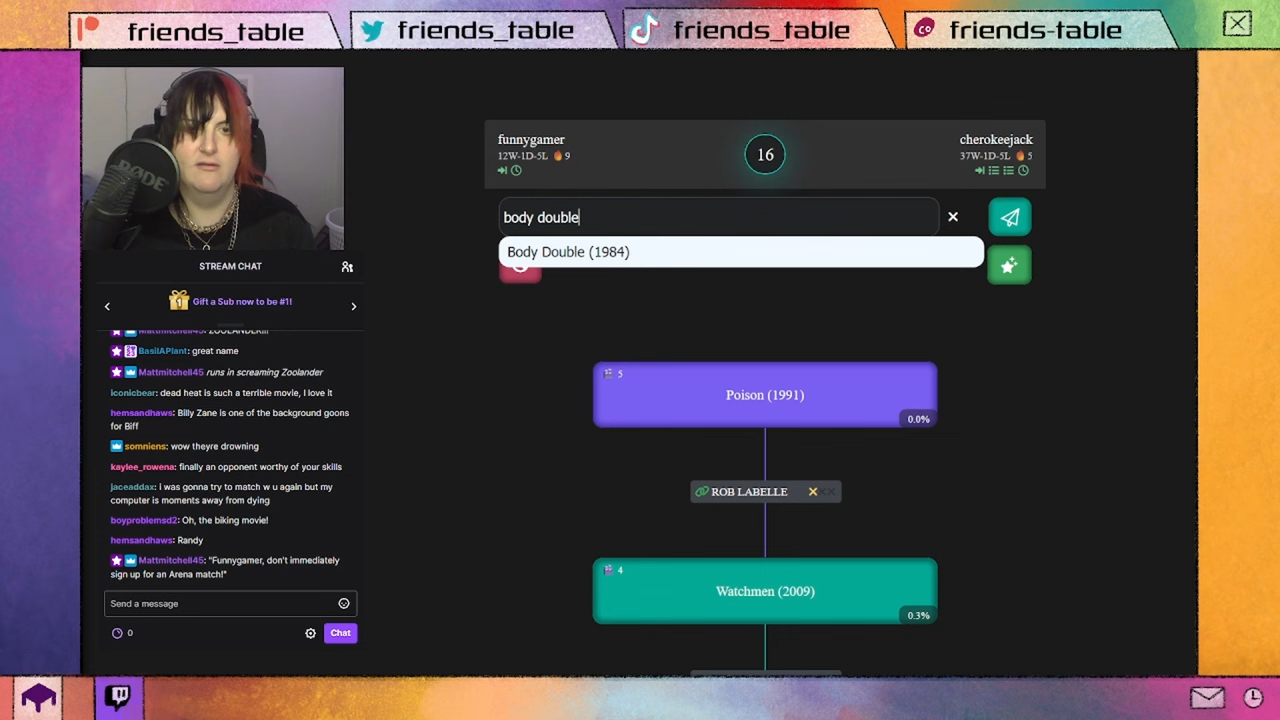 friends_table
friends_table
friends_table
friends-table
RØDE
STREAM CHAT
1
Gift a Sub now to be #1!
Mattmitchell45: ZOOLANDER!!!
BasilAPlant: great name
Mattmitchell45 runs in screaming Zoolander
iconicbear: dead heat is such a terrible movie, I love it
hemsandhaws: Billy Zane is one of the background goons
for Biff
somniens: wow theyre drowning
kaylee_rowena: finally an opponent worthy of your skills
jaceaddax: i was gonna try to match w u again but my
computer is moments away from dying
boyproblemsd2: Oh, the biking movie!
hemsandhaws: Randy
Mattmitchell45: "Funnygamer, don't immediately
sign up for an Arena match!"
Send a message
0
Chat
funnygamer
12W-1D-5L 9
16
cherokeejack
37W-1D-5L 5
body double
Body Double (1984)
5
Poison (1991)
0.0%
ROB LABELLE
4
Watchmen (2009)
0.3%